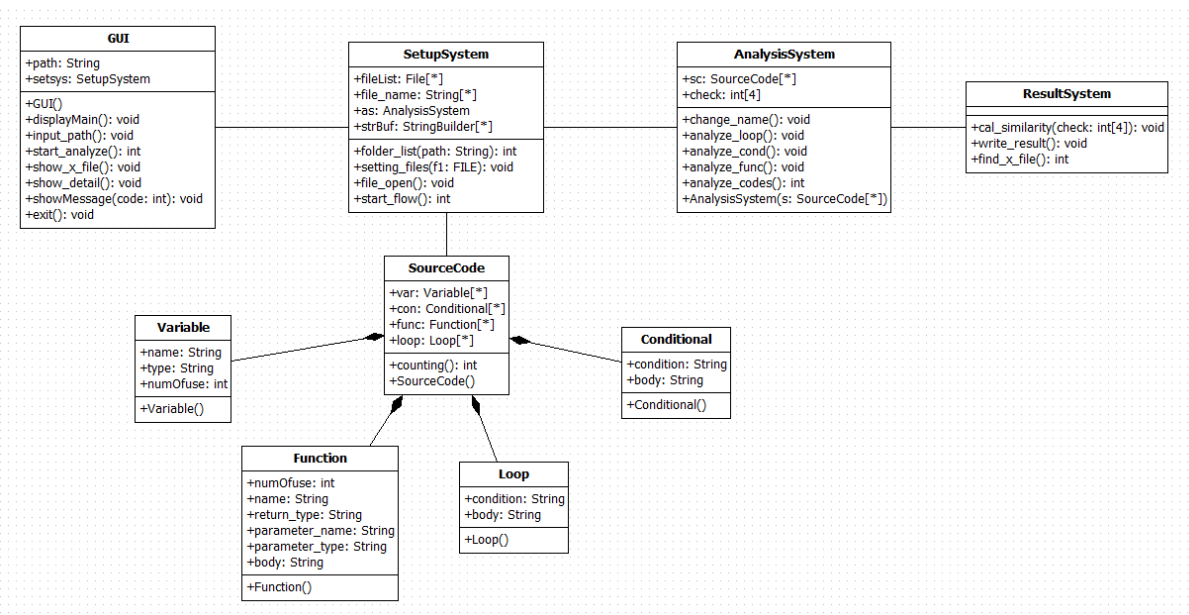 GUI
+path: String
+setsys: SetupSystem
+GUI()
+displayMain(): void
+input_path(): void
+start_analyze(): int
+show_x_file(): void
+show_detail(): void
+showMessage(code: int): void
+exit(): void
SetupSystem
+fileList: File[*]
+file_name: String[*]
+as: AnalysisSystem
+strBuf: StringBuilder[*]
+folder_list(path: String): int
+setting_files(f1: FILE): void
+file_open(): void
+start_flow(): int
AnalysisSystem
+sc: SourceCode[*]
+check: int[4]
+change_name(): void
+analyze_loop(): void
+analyze_cond(): void
+analyze_func(): void
+analyze_codes(): int
+AnalysisSystem(s: SourceCode[*])
ResultSystem
+cal_similarity(check: int[4]): void
+write_result(): void
+find_x_file(): int
SourceCode
+var: Variable[*]
+con: Conditional[*]
+func: Function[*]
+loop: Loop[*]
+counting(): int
+SourceCode()
Variable
+name: String
+type: String
+numOfuse: int
+Variable()
Conditional
+condition: String
+body: String
+Conditional()
Function
+numOfuse: int
+name: String
+return_type: String
+parameter_name: String
+parameter_type: String
+body: String
+Function()
Loop
+condition: String
+body: String
+Loop()